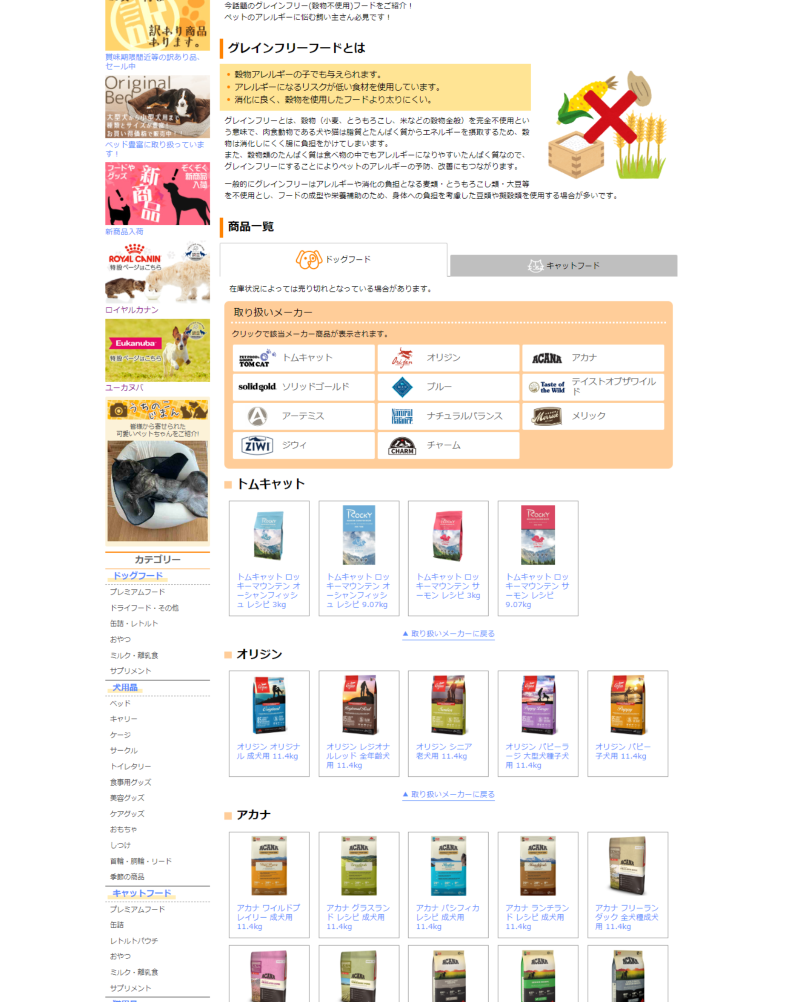 訳あり商品
あります。
賞味期限間近等の訳あり品、
セール中
Original
Bed
大型犬から小型犬用まで
種類とサイズが豊富に
お買い得価格で販売中!
ベッド豊富に取り扱っていま
す！
フードや
グッズ
ぞくぞく
新商品
入荷
新商品
新商品入荷
ROYAL CANIN
特設ページはこちら
ロイヤルカナン
Eukanuba
特設ページはこちら
ユーカヌバ
うちのこ
じまん
皆様から寄せられた
可愛いペットちゃんをご紹介!
カテゴリー
ドッグフード
プレミアムフード
ドライフード・その他
缶詰・レトルト
おやつ
ミルク・離乳食
サプリメント
犬用品
ベッド
キャリー
ケージ
サークル
トイレタリー
食事用グッズ
美容グッズ
ケアグッズ
おもちゃ
しつけ
首輪・胴輪・リード
季節の商品
キャットフード
プレミアムフード
缶詰
レトルトパウチ
おやつ
ミルク・離乳食
サプリメント
今話題のグレインフリー(穀物不使用)フードをご紹介！
ペットのアレルギーに悩む飼い主さん必見です！
グレインフリーフードとは
穀物アレルギーの子でも与えられます。
アレルギーになるリスクが低い食材を使用しています。
消化に良く、穀物を使用したフードより太りにくい。
グレインフリーとは、穀物（小麦、とうもろこし、米などの穀物全般）を完全不使用とい
う意味で、肉食動物である犬や猫は脂質とたんぱく質からエネルギーを摂取するため、穀
物は消化しにくく腸に負担をかけてしまいます。
また、穀物類のたんぱく質は食べ物の中でもアレルギーになりやすいたんぱく質なので、
グレインフリーにすることによりペットのアレルギーの予防、改善にもつながります。
一般的にグレインフリーはアレルギーや消化の負担となる麦類・とうもろこし類・大豆等
を不使用とし、フードの成型や栄養補助のため、身体への負担を考慮した豆類や擬穀類を使用する場合が多いです。
商品一覧
ドッグフード
キャットフード
在庫状況によっては売り切れとなっている場合があります。
取り扱いメーカー
クリックで該当メーカー商品が表示されます。
TOMCAT トムキャット
Orijen オリジン
ACANA アカナ
solid gold ソリッドゴールド
ブルー
Taste of the Wild テイストオブザワイル
ド
アーテミス
Natural Balance ナチュラルバランス
Merrick メリック
ZIWI ジウィ
CHARM チャーム
トムキャット
ROCKY
トムキャット ロッ
キーマウンテン オ
ーシャンフィッシ
ュ レシピ 3kg
トムキャット ロッ
キーマウンテン オ
ーシャンフィッシ
ュ レシピ 9.07kg
トムキャット ロッ
キーマウンテン サ
ーモン レシピ 3kg
トムキャット ロッ
キーマウンテン サ
ーモン レシピ
9.07kg
▲ 取り扱いメーカーに戻る
オリジン
オリジン オリジナ
ル 成犬用 11.4kg
オリジン レジオナ
ルレッド 全年齢犬
用 11.4kg
オリジン シニア
老犬用 11.4kg
オリジン パピーラ
ージ 大型犬種子犬
用 11.4kg
オリジン パピー
子犬用 11.4kg
▲ 取り扱いメーカーに戻る
アカナ
ACANA
アカナ ワイルドプ
レイリー 成犬用
11.4kg
アカナ グラスラン
ド レシピ 成犬用
11.4kg
アカナ パシフィカ
レシピ 成犬用
11.4kg
アカナ ランチラン
ド レシピ 成犬用
11.4kg
アカナ フリーラン
ダック 全犬種成犬
用 11.4kg